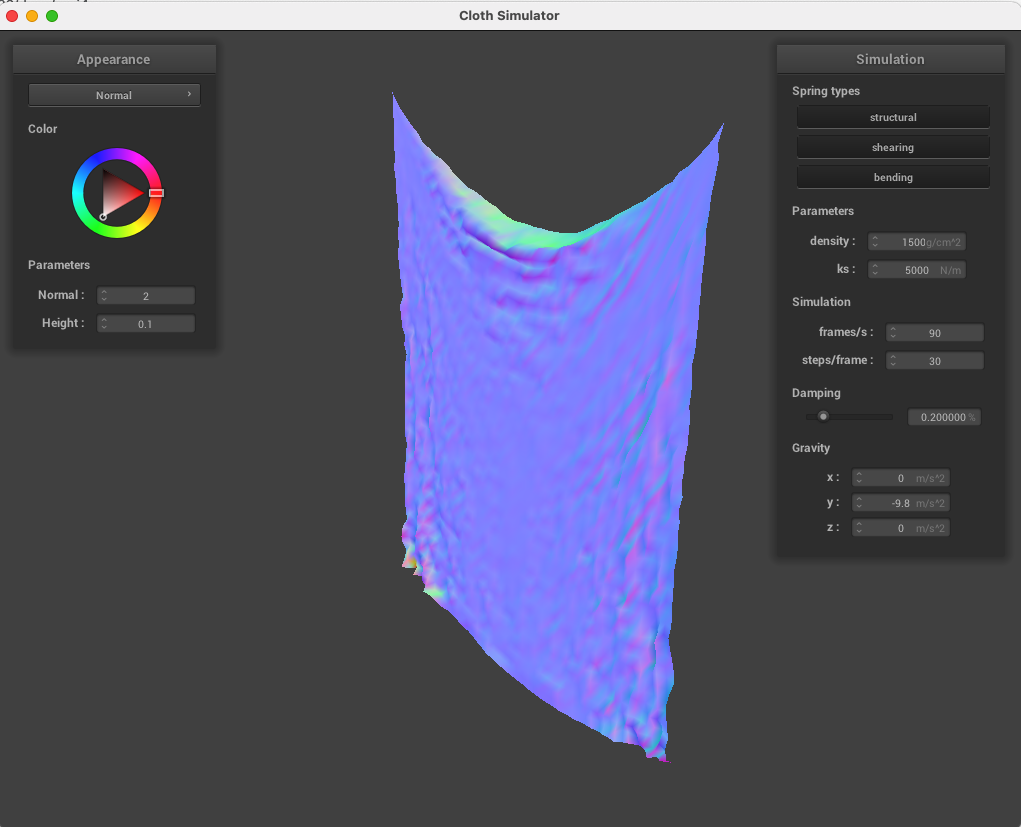 Cloth Simulator
Appearance
Normal
Color
Parameters
Normal : 2
Height : 0.1
Simulation
Spring types
structural
shearing
bending
Parameters
density : 1500g/cm^2
ks : 5000 N/m
Simulation
frames/s : 90
steps/frame : 30
Damping
0.200000 %
Gravity
x : 0 m/s^2
y : -9.8 m/s^2
z : 0 m/s^2